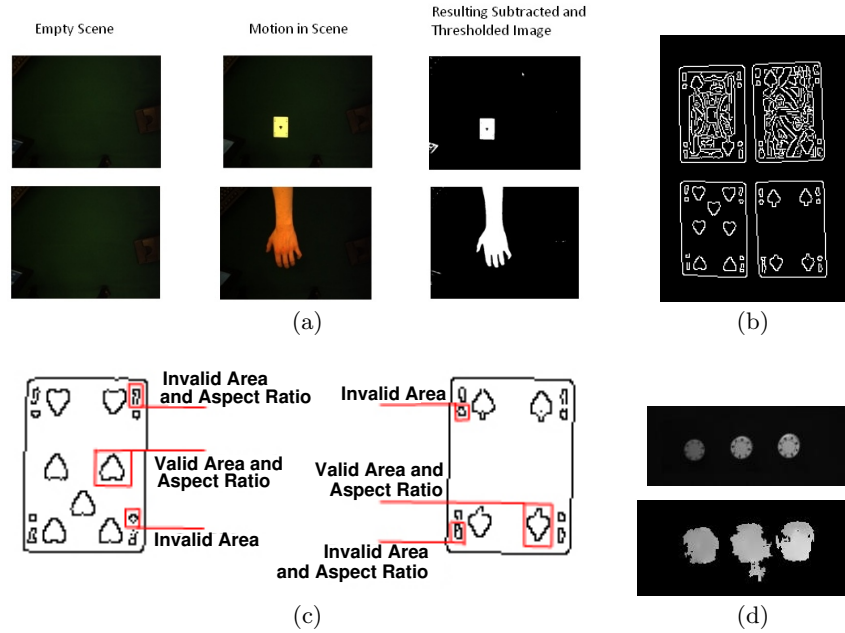 Empty Scene
Motion in Scene
Resulting Subtracted and
Thresholded Image
(a)
(b)
Invalid Area
and Aspect Ratio
Valid Area and
Aspect Ratio
Invalid Area
Invalid Area
Valid Area and
Aspect Ratio
Invalid Area
and Aspect Ratio
(c)
(d)